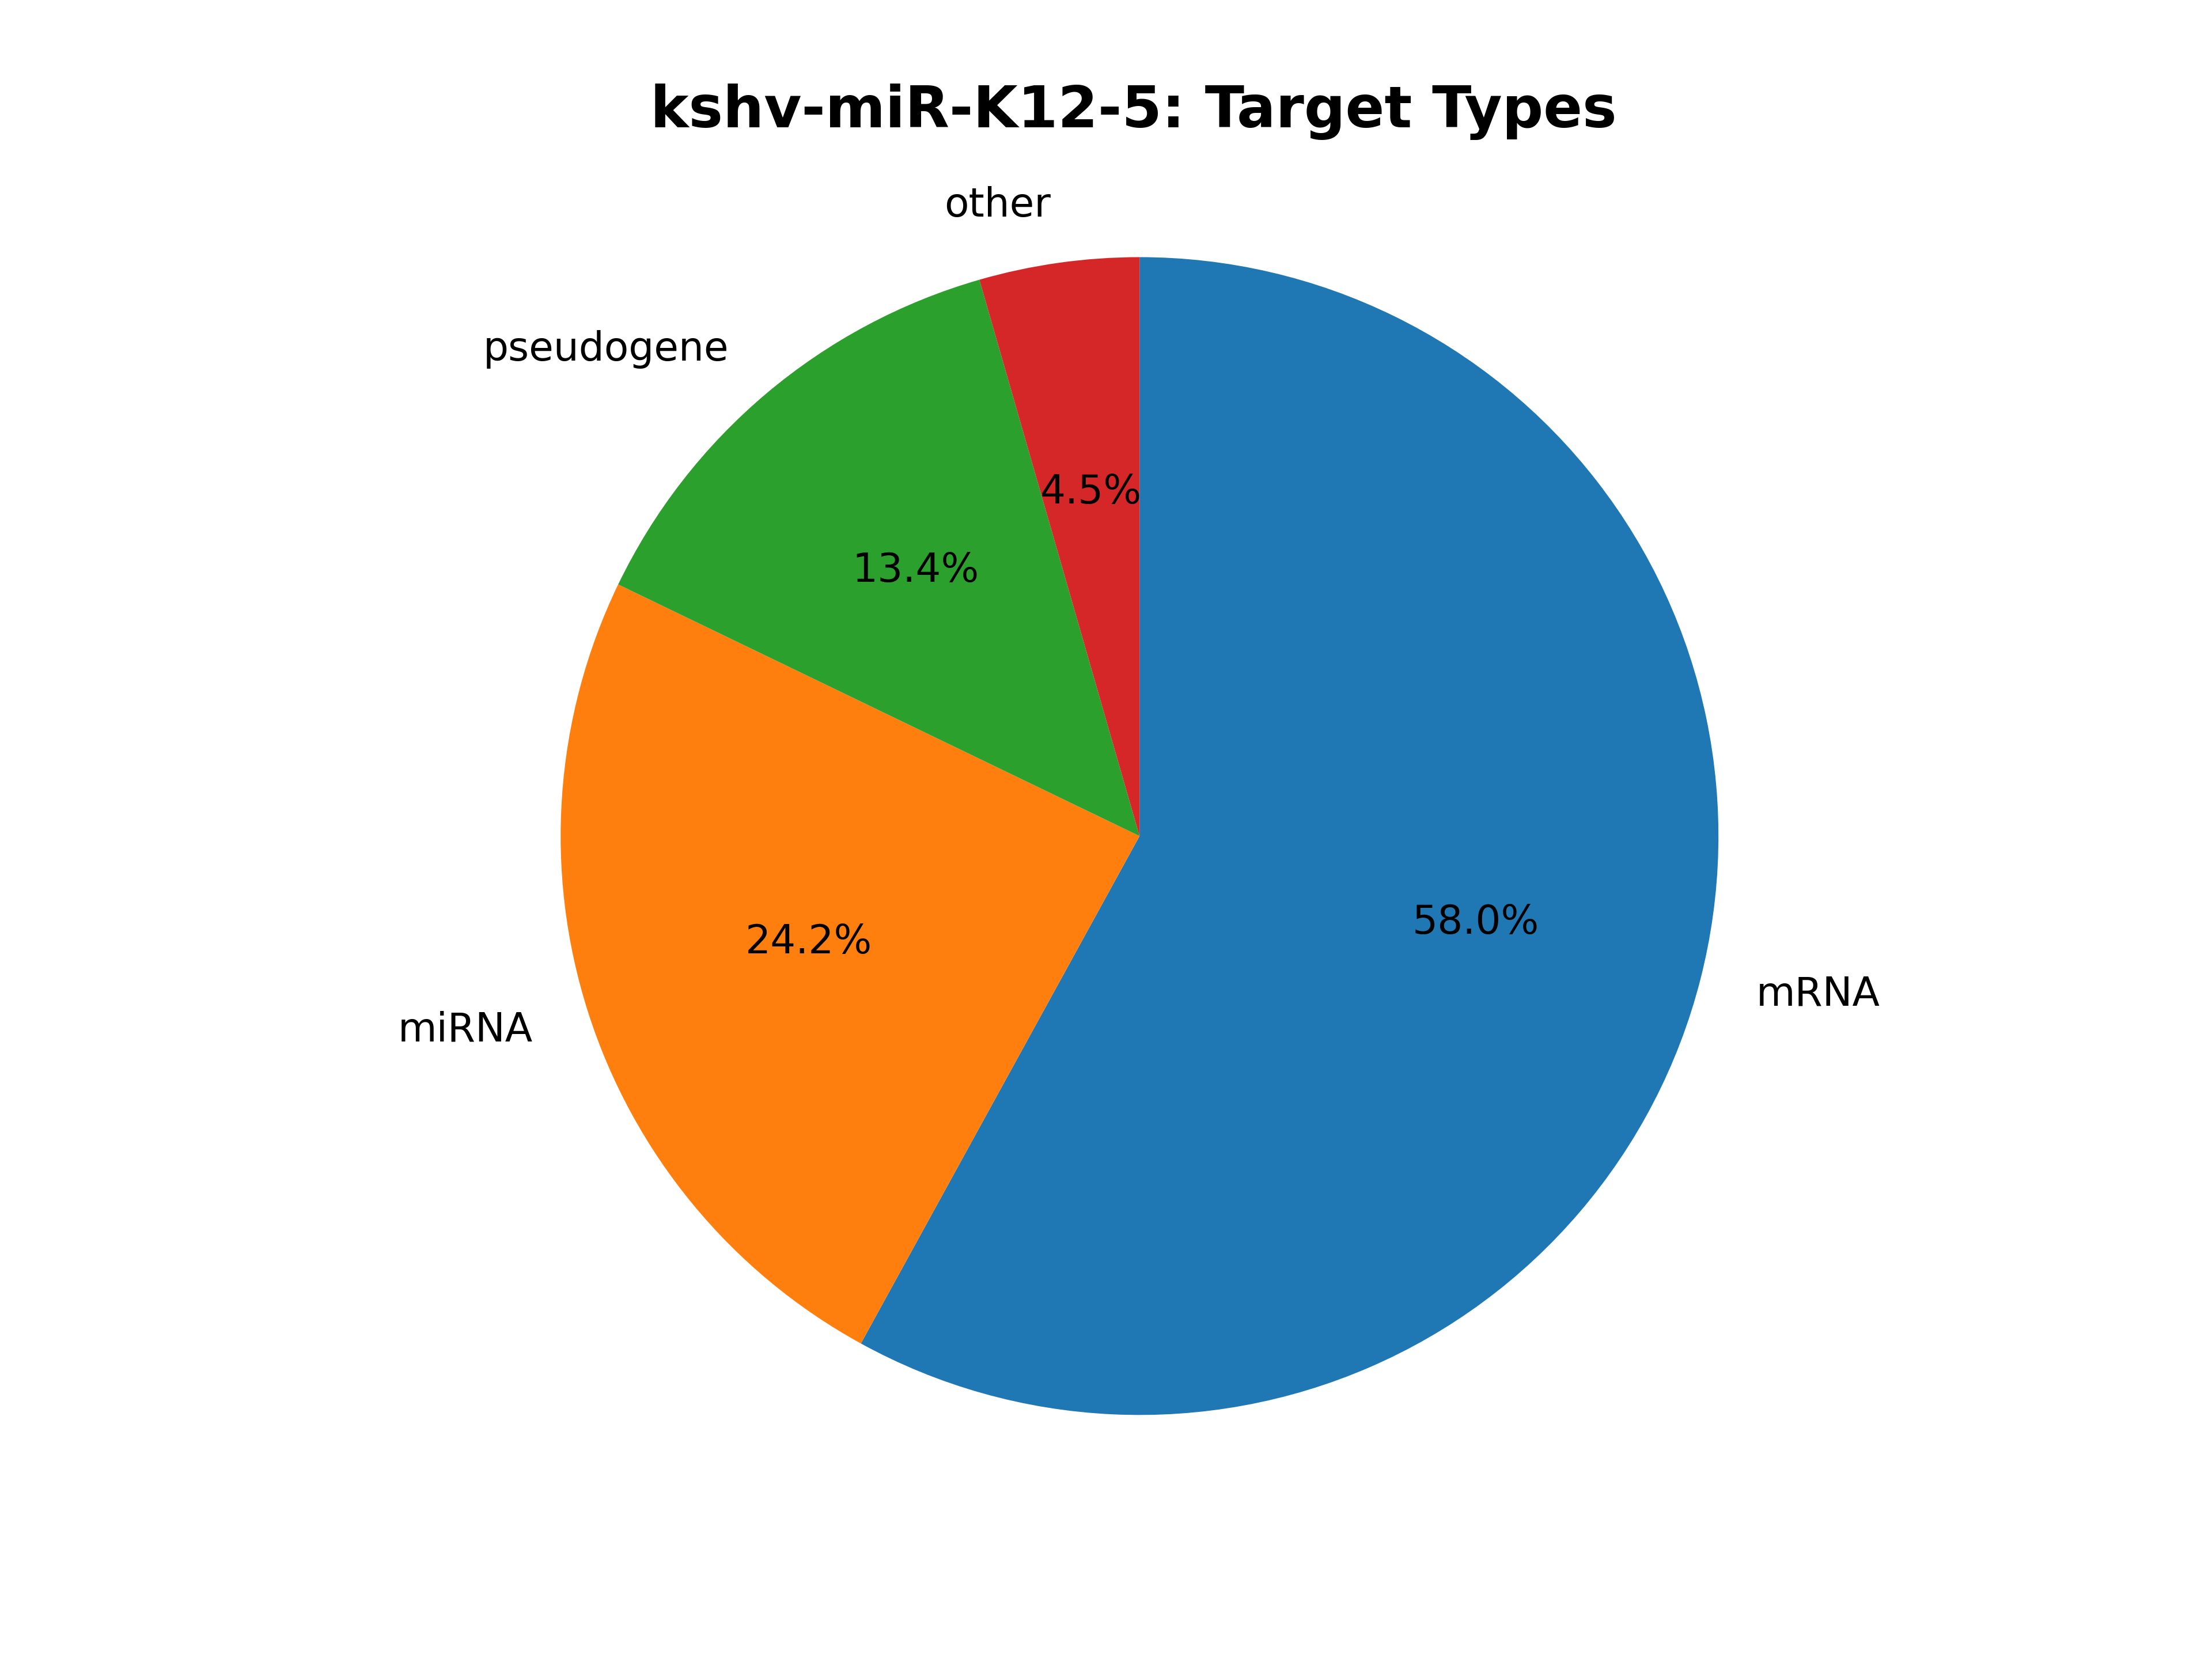 kshv-miR-K12-5: Target Types
other
pseudogene
4.5%
13.4%
58.0%
24.2%
mRNA
miRNA